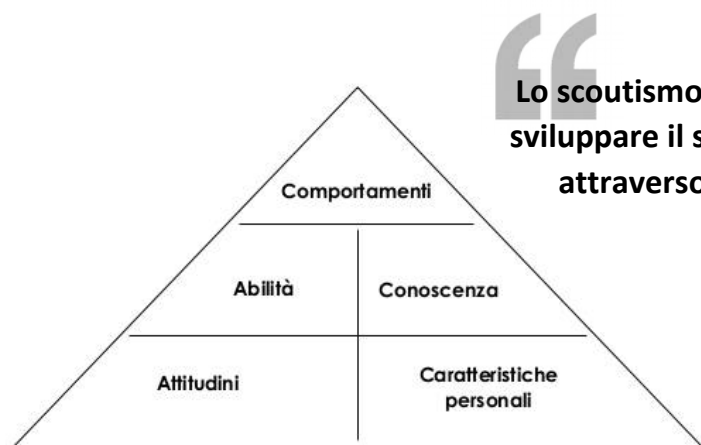 Lo scoutismo
sviluppare il
attraverso
Comportamenti
Abilità
Conoscenza
Attitudini
Caratteristiche
personali